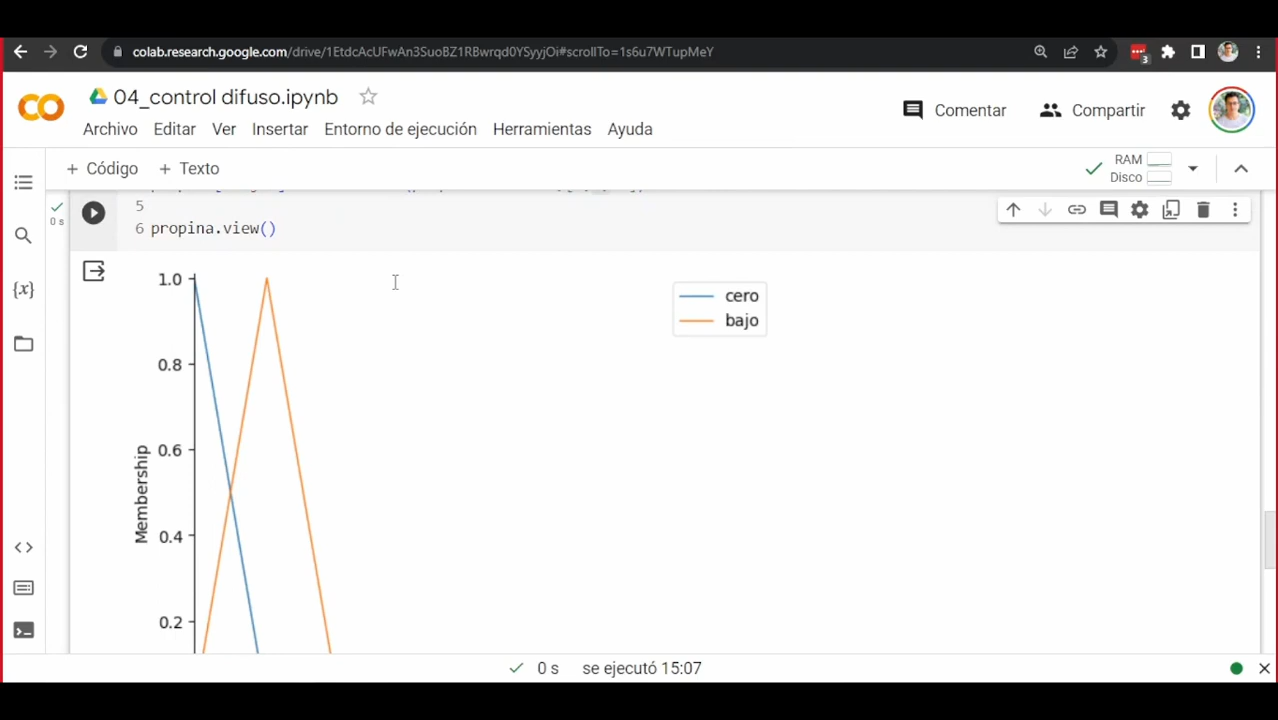 colab.research.google.com/drive/1EtdcAcUFwAn3SuoBZ1RBwrqd0YSyyjOi#scrollTo=1s6u7WTupMeY
3
04_control difuso.ipynb
Comentar
Compartir
Archivo Editar Ver Insertar Entorno de ejecución Herramientas Ayuda
+ Código + Texto
RAM
Disco
0 s
5
6 propina.view()
{x}
1.0
0.8
0.6
0.4
0.2
Membership
cero
bajo
0 s se ejecutó 15:07